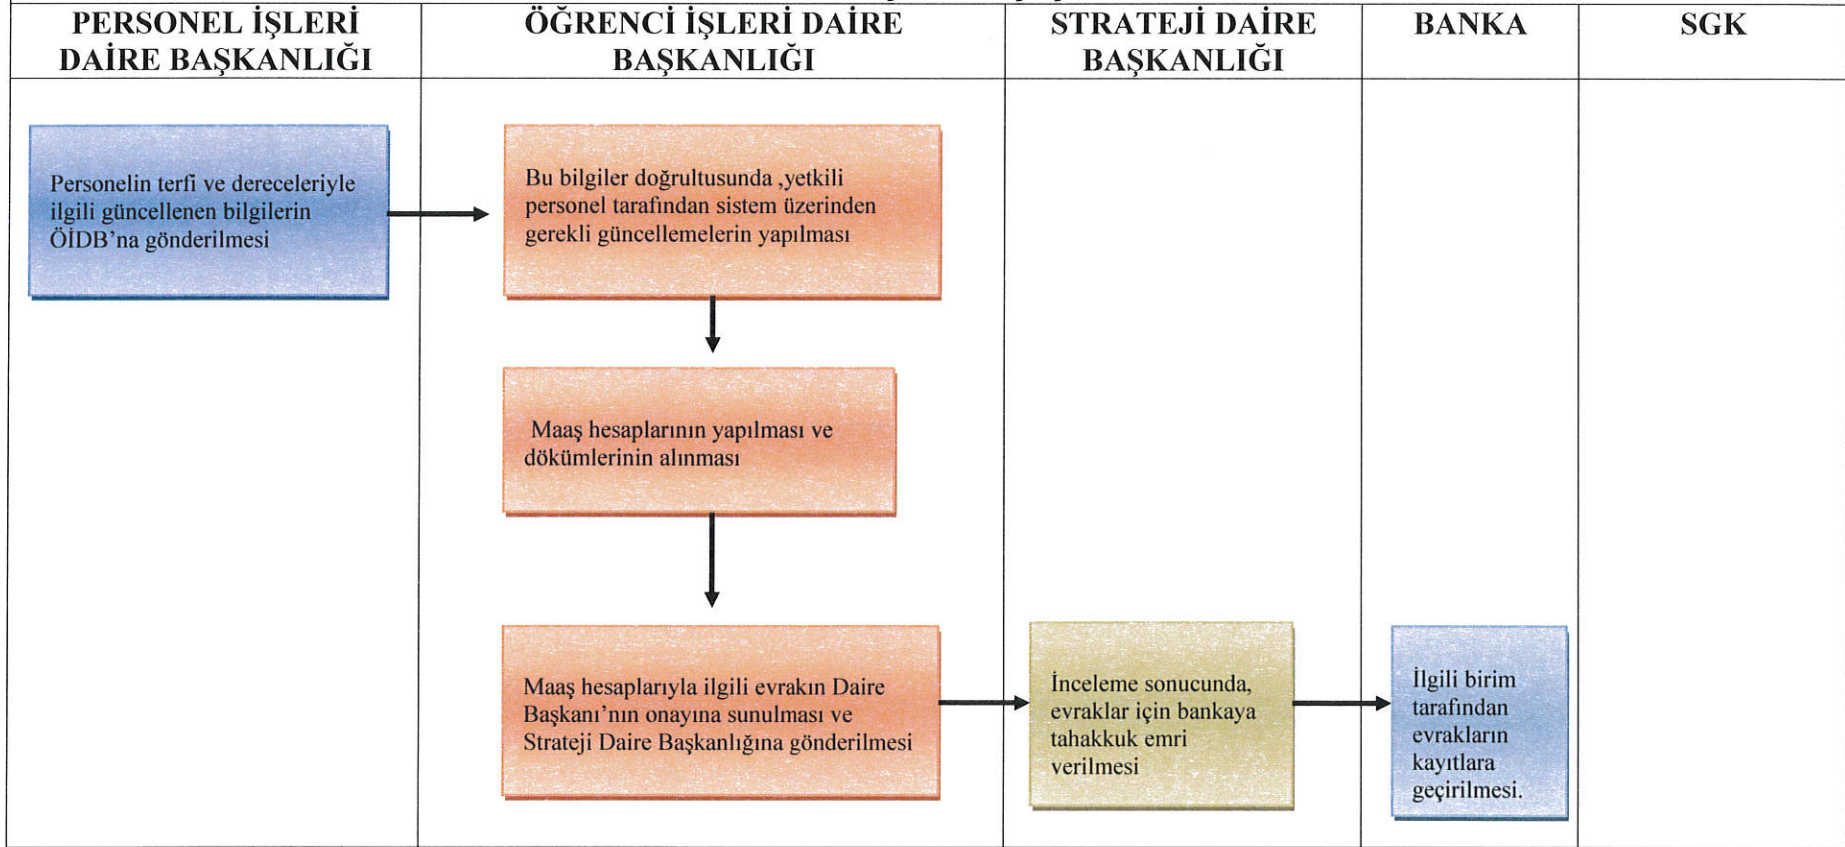 PERSONEL İŞLERİ
DAİRE BAŞKANLIĞI
ÖĞRENCİ İŞLERİ DAİRE
BAŞKANLIĞI
STRATEJİ DAİRE
BAŞKANLIĞI
BANKA
SGK
Personelin terfi ve dereceleriyle
ilgili güncellenen bilgilerin
ÖİDB’na gönderilmesi
Bu bilgiler doğrultusunda ,yetkili
personel tarafından sistem üzerinden
gerekli güncellemelerin yapılması
Maaş hesaplarının yapılması ve
dökümlerinin alınması
Maaş hesaplarıyla ilgili evrakın Daire
Başkanı’nın onayına sunulması ve
Strateji Daire Başkanlığına gönderilmesi
İnceleme sonucunda,
evraklar için bankaya
tahakkuk emri
verilmesi
İlgili birim
tarafından
evrakların
kayıtlara
geçirilmesi.